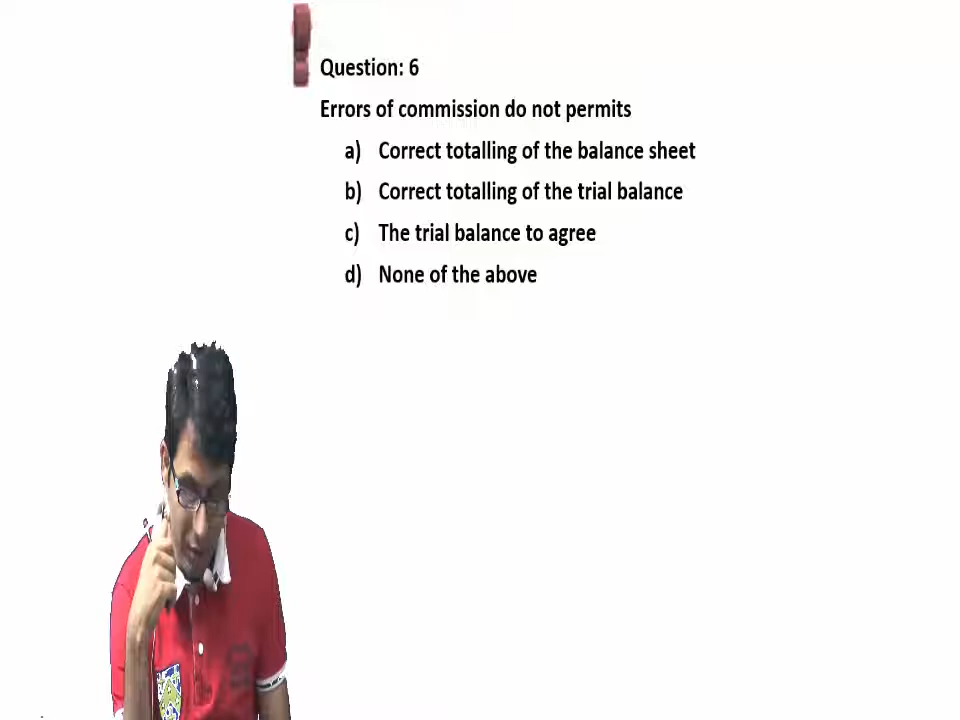 Question: 6
Errors of commission do not permits
a) Correct totalling of the balance sheet
b) Correct totalling of the trial balance
c) The trial balance to agree
d) None of the above